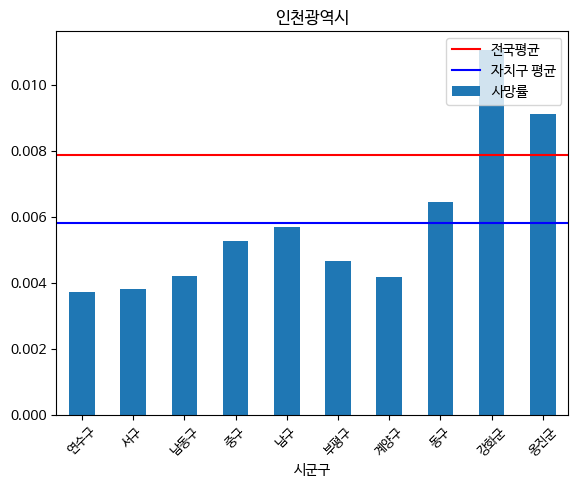 인천광역시
전국평균
자치구 평균
사망률
0.010
0.008
0.006
0.004
0.002
0.000
연수구
서구
남동구
중구
남구
부평구
계양구
동구
강화군
옹진군
시군구